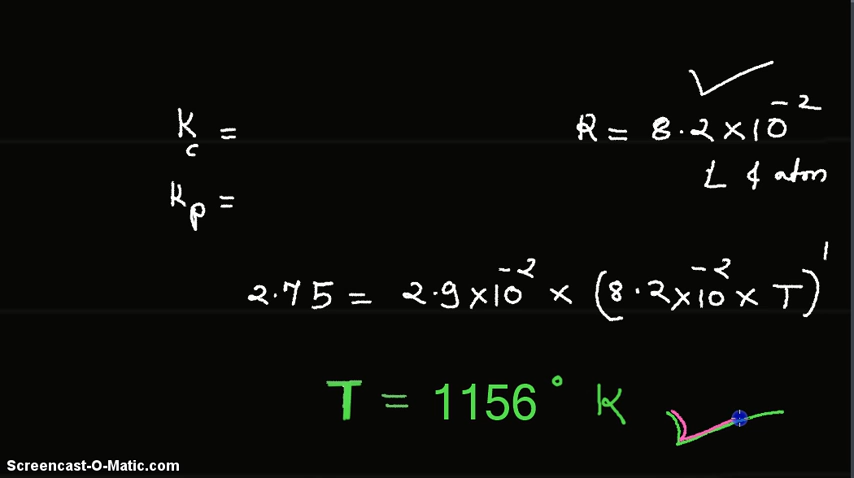 Kc =
R = 8.2×10⁻²
L & atm
Kp =
2.75 = 2.9×10⁻² × (8.2×10⁻² × T)¹
T = 1156° K
Screencast-O-Matic.com